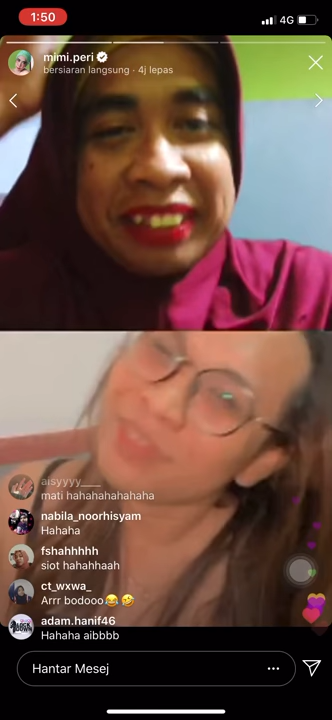 1:50
4G
mimi.peri
bersiaran langsung · 4j lepas
aisyyyy____
mati hahahahahahaha
nabila_noorhisyam
Hahaha
fshahhhhh
siot hahahhaah
ct_wxwa_
Arrr bodooo😂🤣
adam.hanif46
Hahaha aibbbb
Hantar Mesej